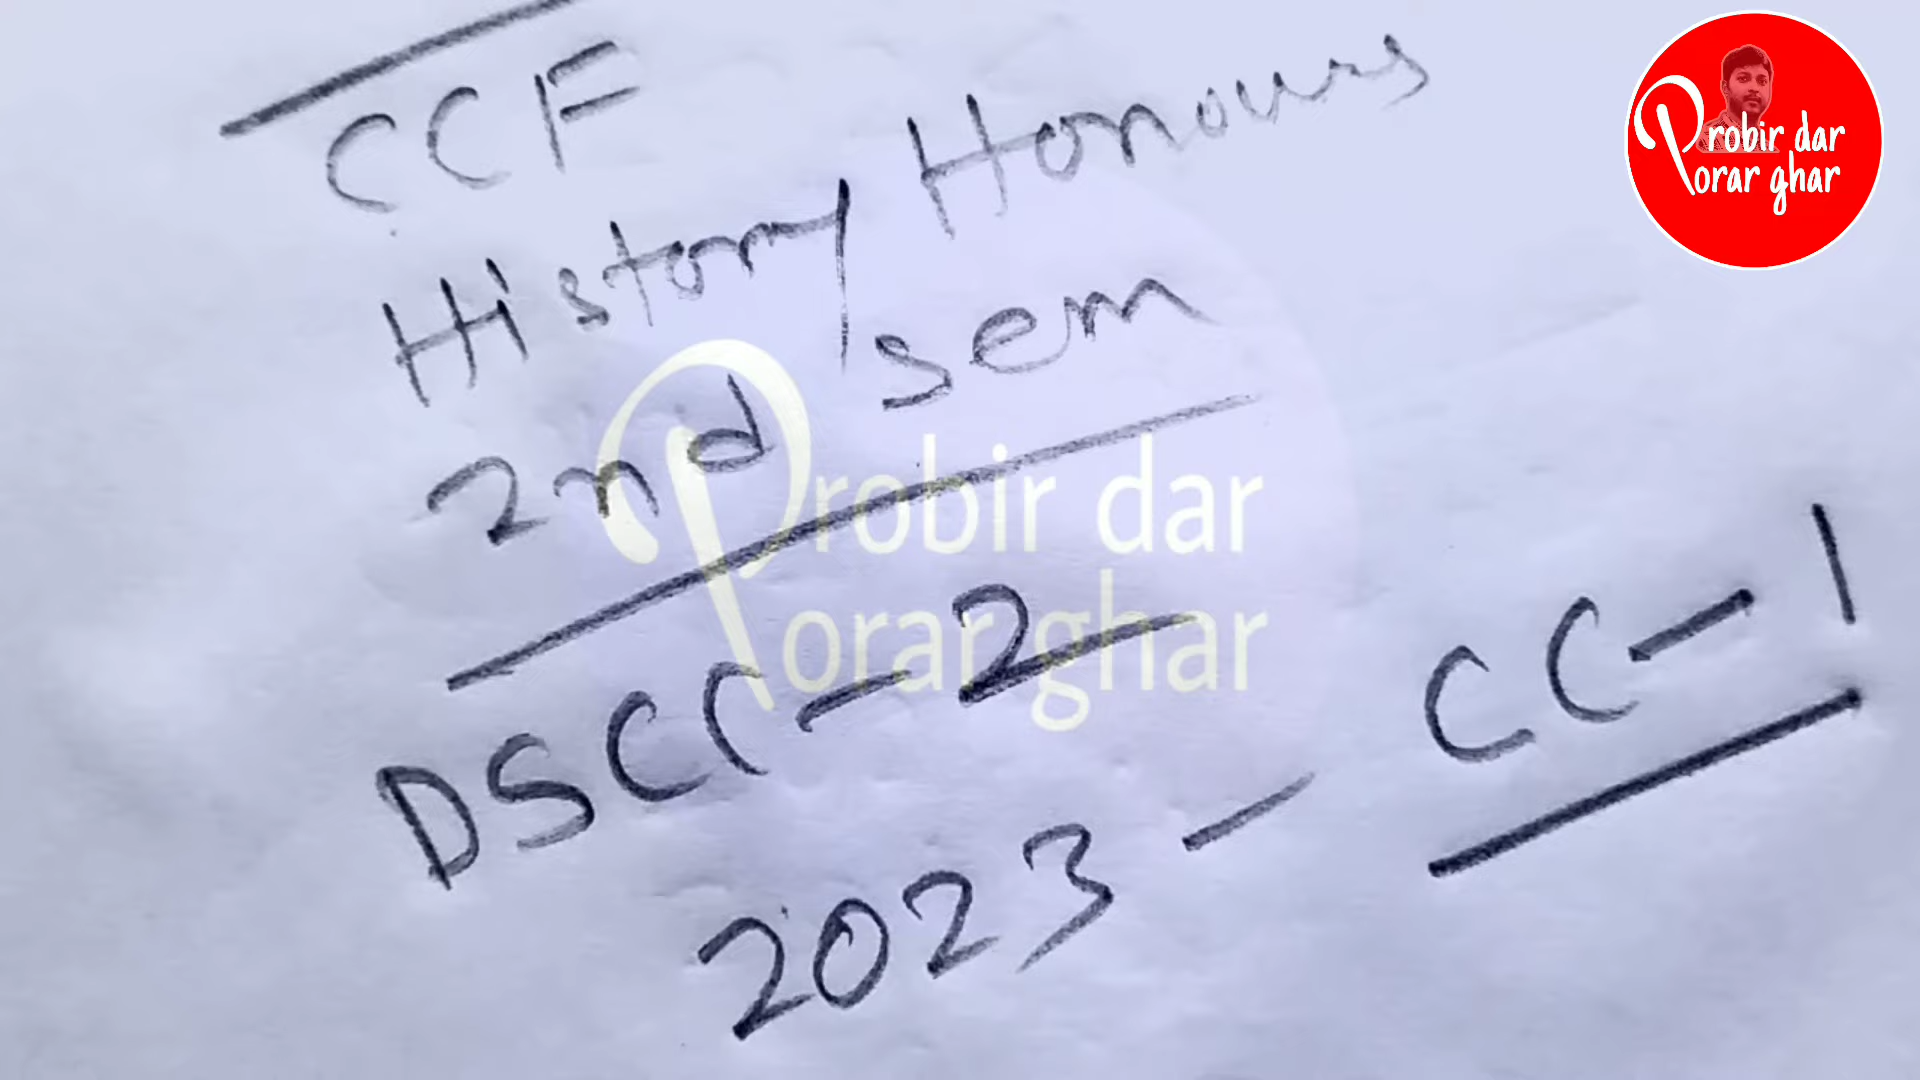 CCF
History Honours
2nd sem
DSCC-2
2023 - CC-1
Probir dar
Porar ghar
Probir dar
Porar ghar